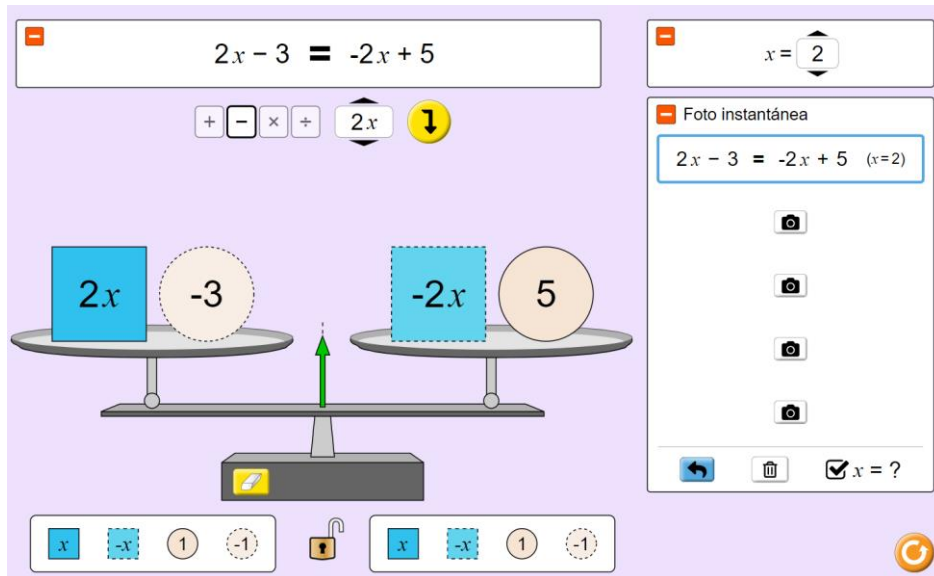 2x − 3 = -2x + 5
x = 2
+ − × ÷ 2x
Foto instantánea
2x − 3 = -2x + 5 (x=2)
2x -3 -2x 5
x = ?
x -x 1 -1 x -x 1 -1